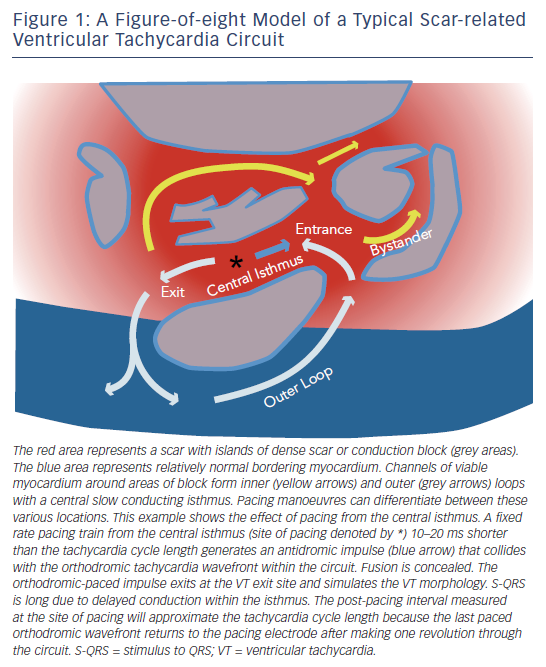 Figure 1: A Figure-of-eight Model of a Typical Scar-related
Ventricular Tachycardia Circuit
Entrance
Bystander
*
Central Isthmus
Exit
Outer Loop
The red area represents a scar with islands of dense scar or conduction block (grey areas).
The blue area represents relatively normal bordering myocardium. Channels of viable
myocardium around areas of block form inner (yellow arrows) and outer (grey arrows) loops
with a central slow conducting isthmus. Pacing manoeuvres can differentiate between these
various locations. This example shows the effect of pacing from the central isthmus. A fixed
rate pacing train from the central isthmus (site of pacing denoted by *) 10–20 ms shorter
than the tachycardia cycle length generates an antidromic impulse (blue arrow) that collides
with the orthodromic tachycardia wavefront within the circuit. Fusion is concealed. The
orthodromic-paced impulse exits at the VT exit site and simulates the VT morphology. S-QRS
is long due to delayed conduction within the isthmus. The post-pacing interval measured
at the site of pacing will approximate the tachycardia cycle length because the last paced
orthodromic wavefront returns to the pacing electrode after making one revolution through
the circuit. S-QRS = stimulus to QRS; VT = ventricular tachycardia.